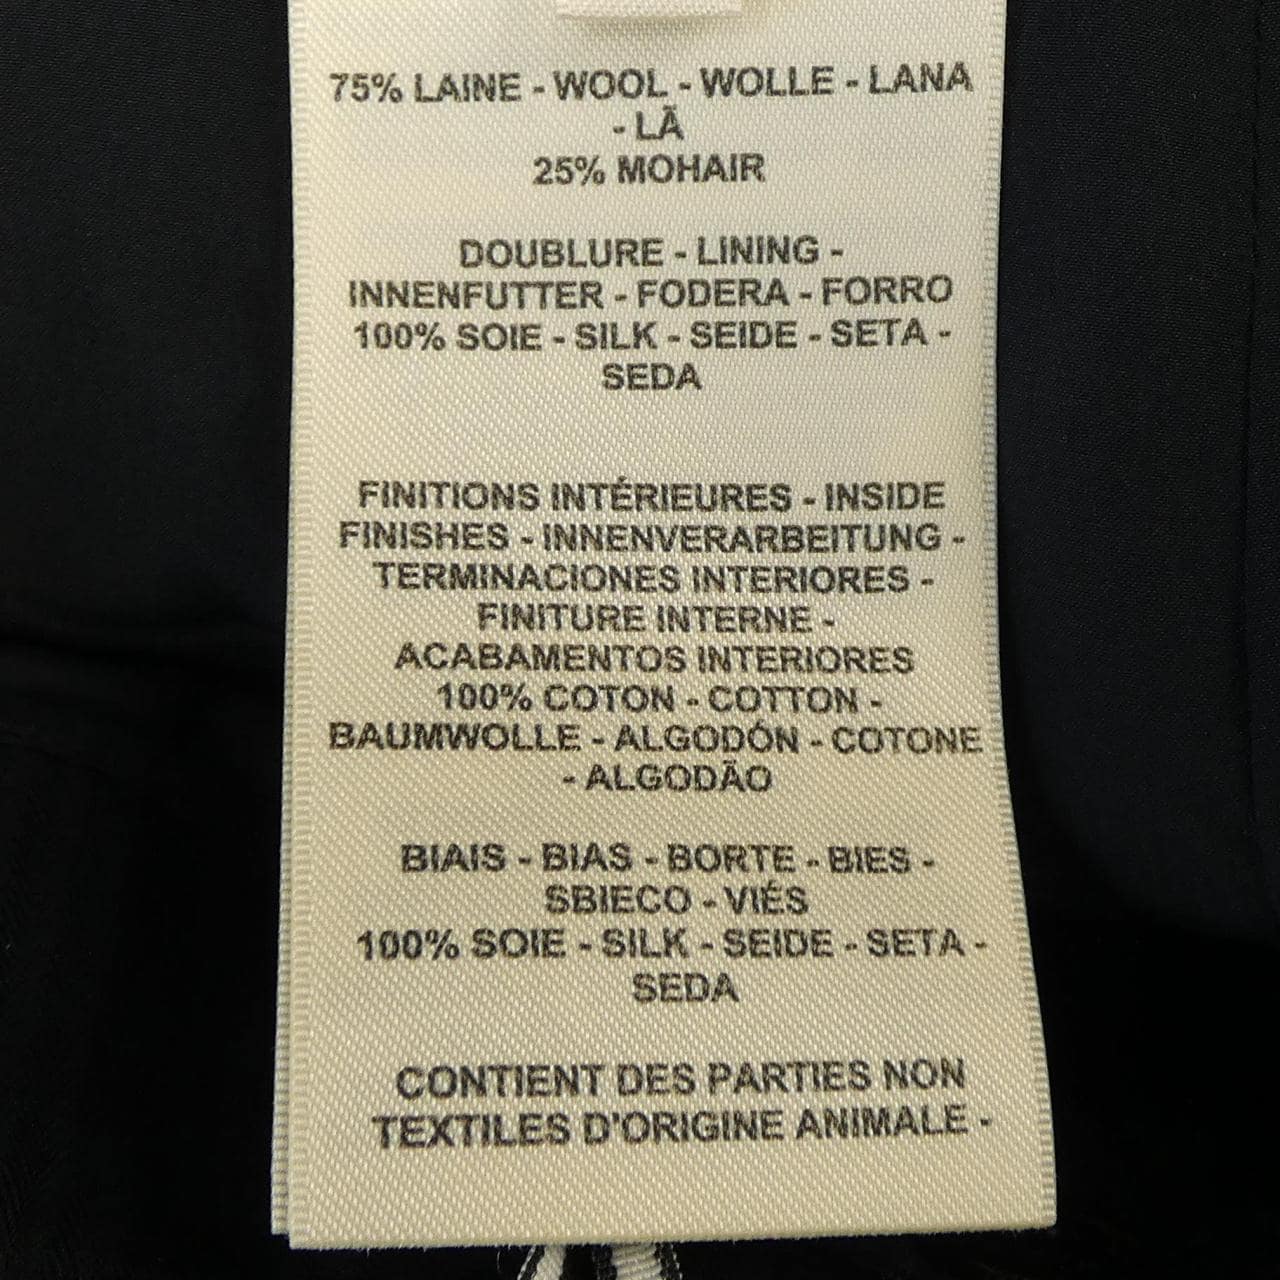 75% LAINE - WOOL - WOLLE - LANA
- LÃ
25% MOHAIR
DOUBLURE - LINING -
INNENFUTTER - FODERA - FORRO
100% SOIE - SILK - SEIDE - SETA -
SEDA
FINITIONS INTÉRIEURES - INSIDE
FINISHES - INNENVERARBEITUNG -
TERMINACIONES INTERIORES -
FINITURE INTERNE -
ACABAMENTOS INTERIORES
100% COTON - COTTON -
BAUMWOLLE - ALGODÓN - COTONE
- ALGODÃO
BIAIS - BIAS - BORTE - BIES -
SBIECO - VIÉS
100% SOIE - SILK - SEIDE - SETA -
SEDA
CONTIENT DES PARTIES NON
TEXTILES D'ORIGINE ANIMALE -